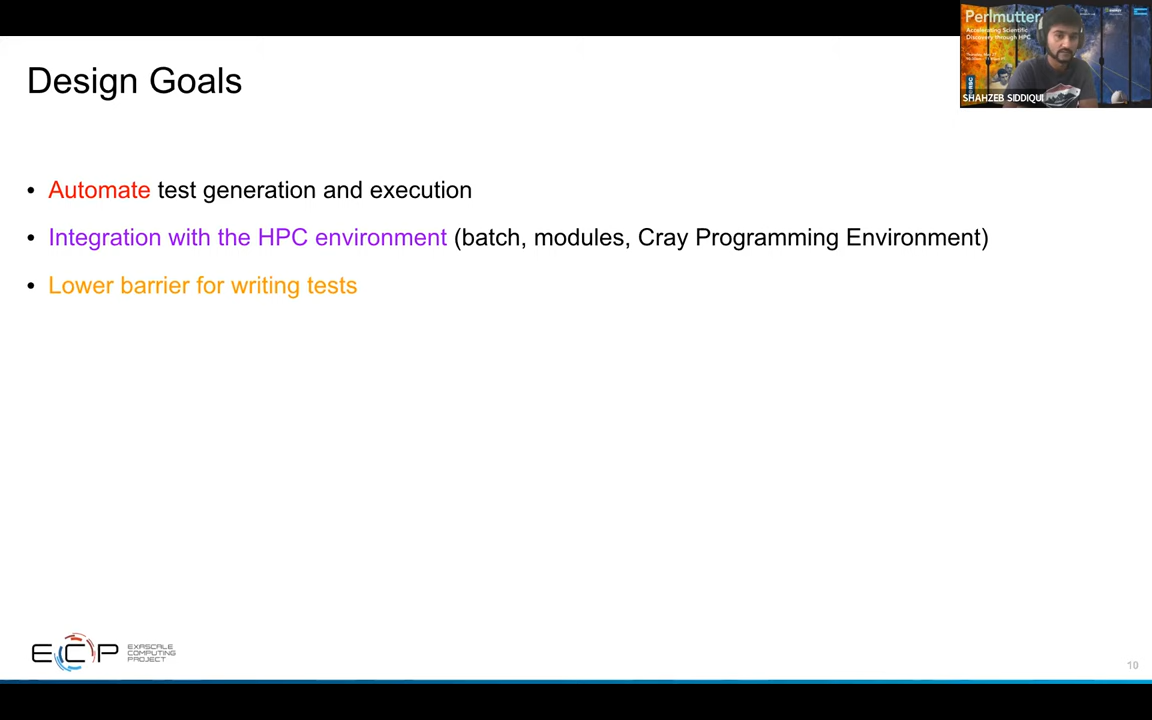 Perlmutter
Accelerating Scientific
Discovery through HPC
SHAHZEB SIDDIQUI
Design Goals
• Automate test generation and execution
• Integration with the HPC environment (batch, modules, Cray Programming Environment)
• Lower barrier for writing tests
ECP
EXASCALE
COMPUTING
PROJECT
10